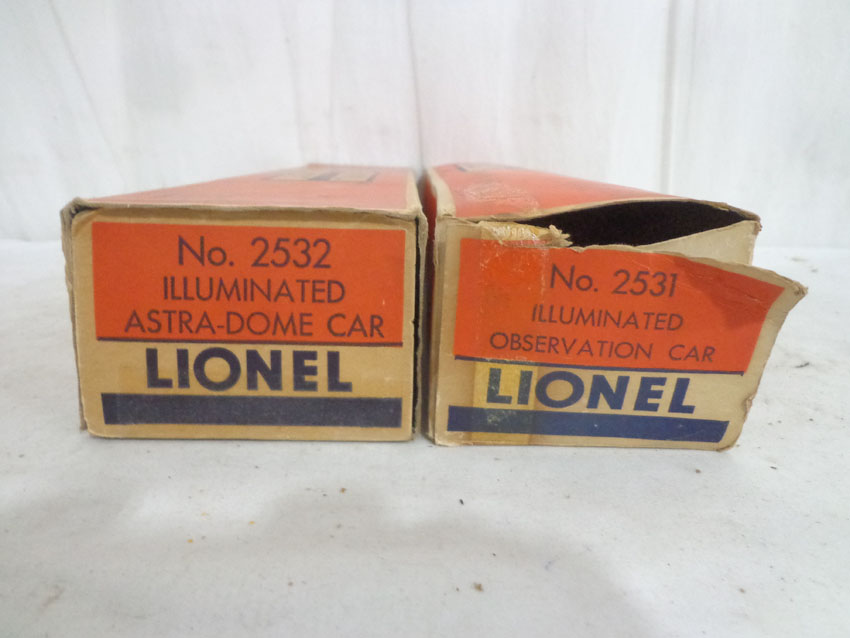 No. 2532
ILLUMINATED
ASTRA-DOME CAR
LIONEL
No. 2531
ILLUMINATED
OBSERVATION CAR
LIONEL